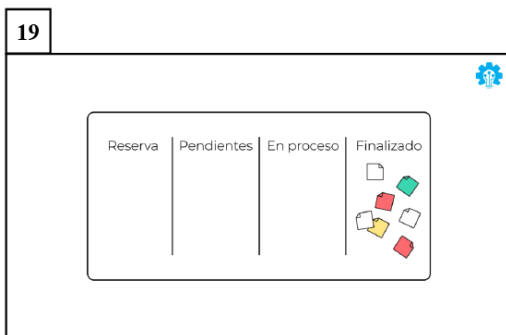 19
Reserva Pendientes En proceso Finalizado